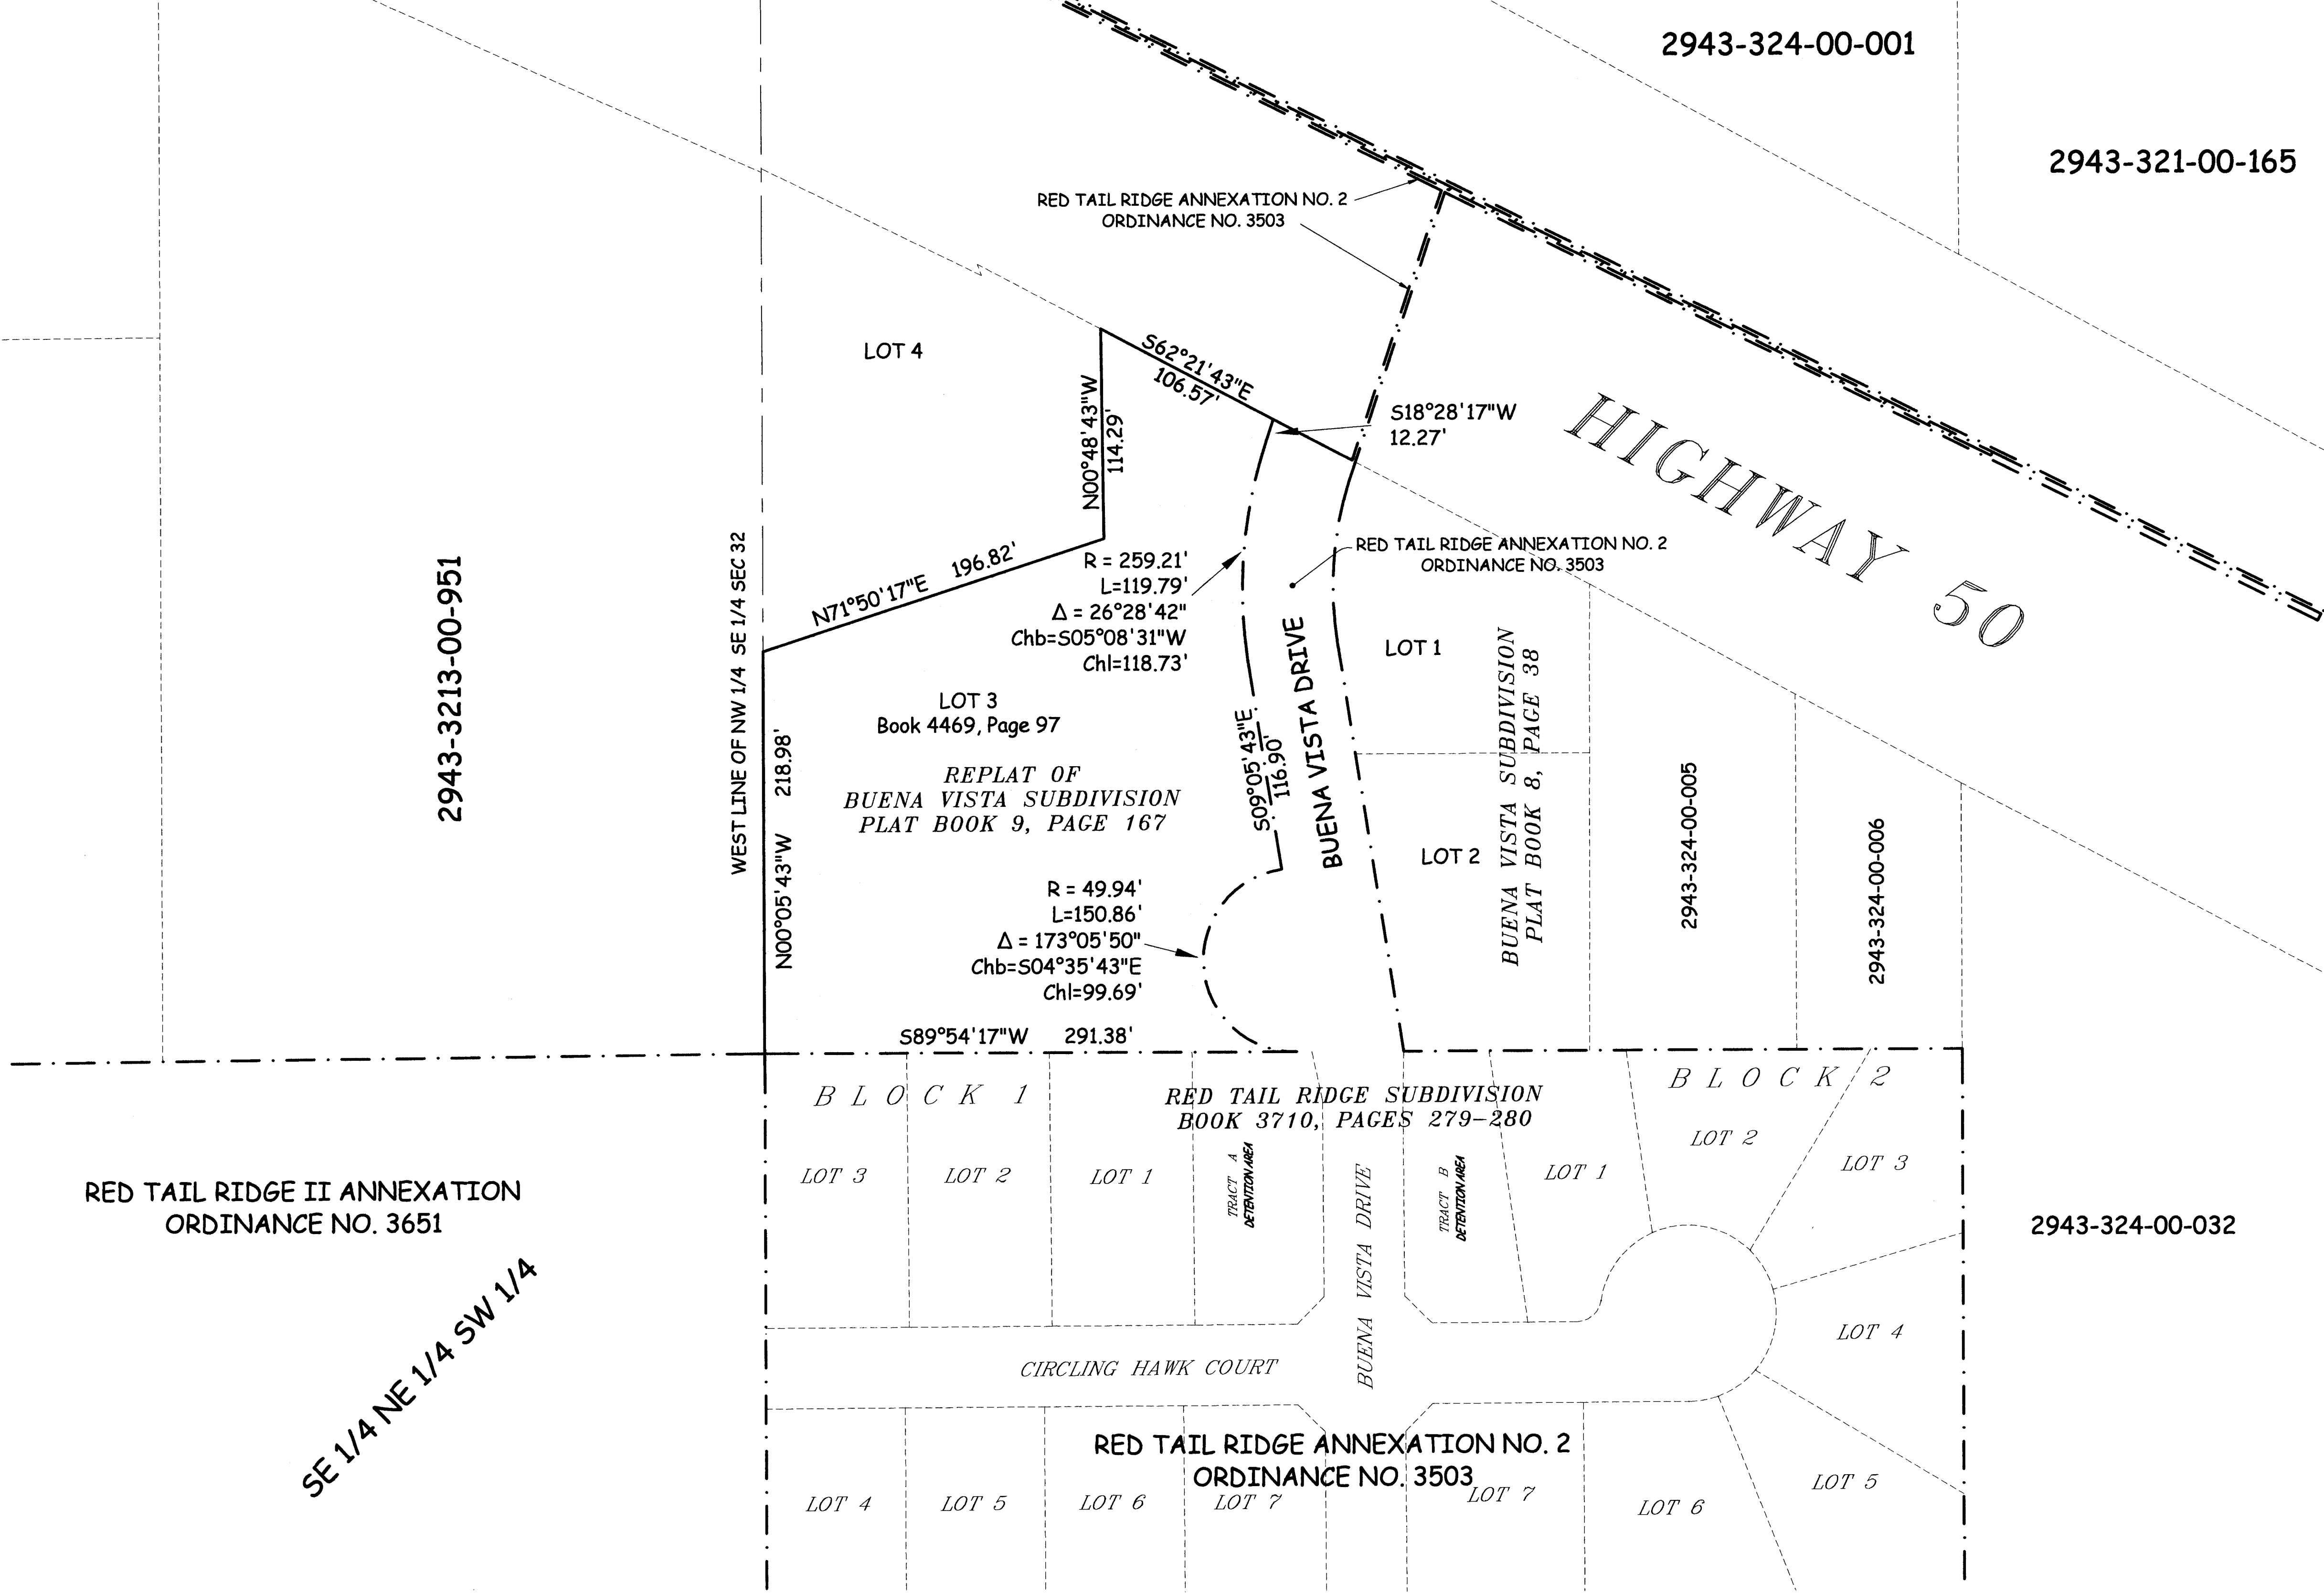 2943-324-00-001
2943-321-00-165
RED TAIL RIDGE ANNEXATION NO. 2
ORDINANCE NO. 3503
LOT 4
S62°21'43"E
106.57'
N00°48'43"W
114.29'
S18°28'17"W
12.27'
HIGHWAY 50
RED TAIL RIDGE ANNEXATION NO. 2
ORDINANCE NO. 3503
N71°50'17"E 196.82'
R = 259.21'
L=119.79'
Δ = 26°28'42"
Chb=S05°08'31"W
Chl=118.73'
2943-3213-00-951
WEST LINE OF NW 1/4 SE 1/4 SEC 32
N00°05'43"W 218.98'
LOT 3
Book 4469, Page 97
REPLAT OF
BUENA VISTA SUBDIVISION
PLAT BOOK 9, PAGE 167
S09°05'43"E
116.90'
BUENA VISTA DRIVE
LOT 1
LOT 2
BUENA VISTA SUBDIVISION
PLAT BOOK 8, PAGE 38
2943-324-00-005
2943-324-00-006
R = 49.94'
L=150.86'
Δ = 173°05'50"
Chb=S04°35'43"E
Chl=99.69'
S89°54'17"W 291.38'
BLOCK 1
RED TAIL RIDGE SUBDIVISION
BOOK 3710, PAGES 279-280
BLOCK 2
LOT 3
LOT 2
LOT 1
TRACT A
DETENTION AREA
BUENA VISTA DRIVE
TRACT B
DETENTION AREA
LOT 1
LOT 2
LOT 3
RED TAIL RIDGE II ANNEXATION
ORDINANCE NO. 3651
2943-324-00-032
SE 1/4 NE 1/4 SW 1/4
LOT 4
CIRCLING HAWK COURT
RED TAIL RIDGE ANNEXATION NO. 2
ORDINANCE NO. 3503
LOT 4
LOT 5
LOT 6
LOT 7
LOT 7
LOT 6
LOT 5